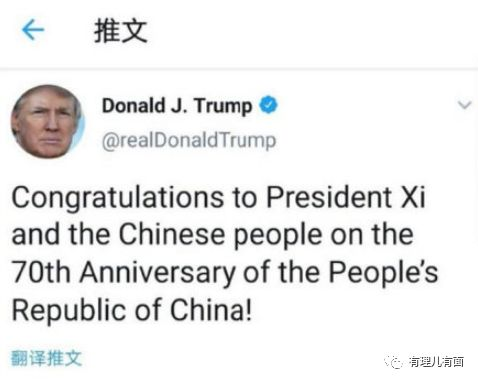 推文
Donald J. Trump
@realDonaldTrump
Congratulations to President Xi
and the Chinese people on the
70th Anniversary of the People’s
Republic of China!
翻译推文
有理儿有面